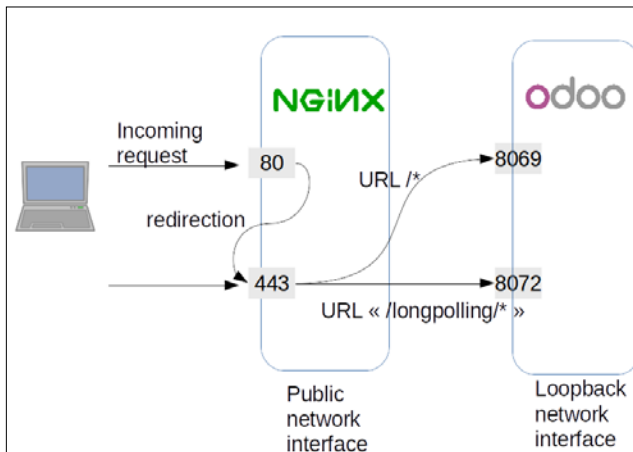 NGiNX
odoo
Incoming
request
80
8069
URL /*
redirection
443
8072
URL « /longpolling/* »
Public
network
interface
Loopback
network
interface